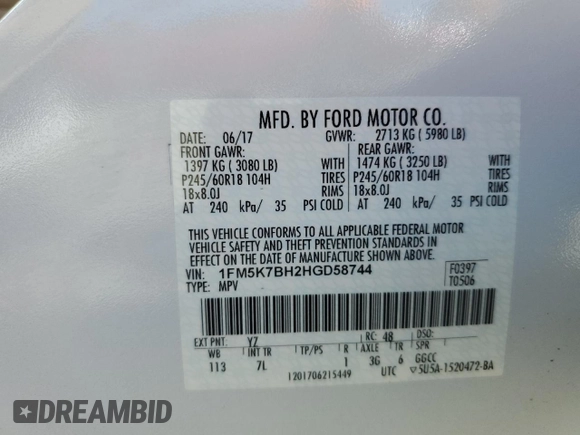 MFD. BY FORD MOTOR CO.
DATE: 06/17 GVWR: 2713 KG ( 5980 LB)
FRONT GAWR: REAR GAWR:
1397 KG ( 3080 LB) WITH 1474 KG ( 3250 LB) WITH
P245/60R18 104H TIRES P245/60R18 104H TIRES
18x8.0J RIMS 18x8.0J RIMS
AT 240 kPa/ 35 PSI COLD AT 240 kPa/ 35 PSI COLD
THIS VEHICLE CONFORMS TO ALL APPLICABLE FEDERAL MOTOR
VEHICLE SAFETY AND THEFT PREVENTION STANDARDS IN
EFFECT ON THE DATE OF MANUFACTURE SHOWN ABOVE.
VIN: 1FM5K7BH2HGD58744 F0397
TYPE: MPV T0506
EXT PNT: YZ RC: 48 DSO:
WB INT TR TP/PS R AXLE TR SPR
113 7L 1 3G 6 GGCC
1201706215449 UTC ▽5U5A-1520472-BA
DREAMBID
DREAMBID.COM